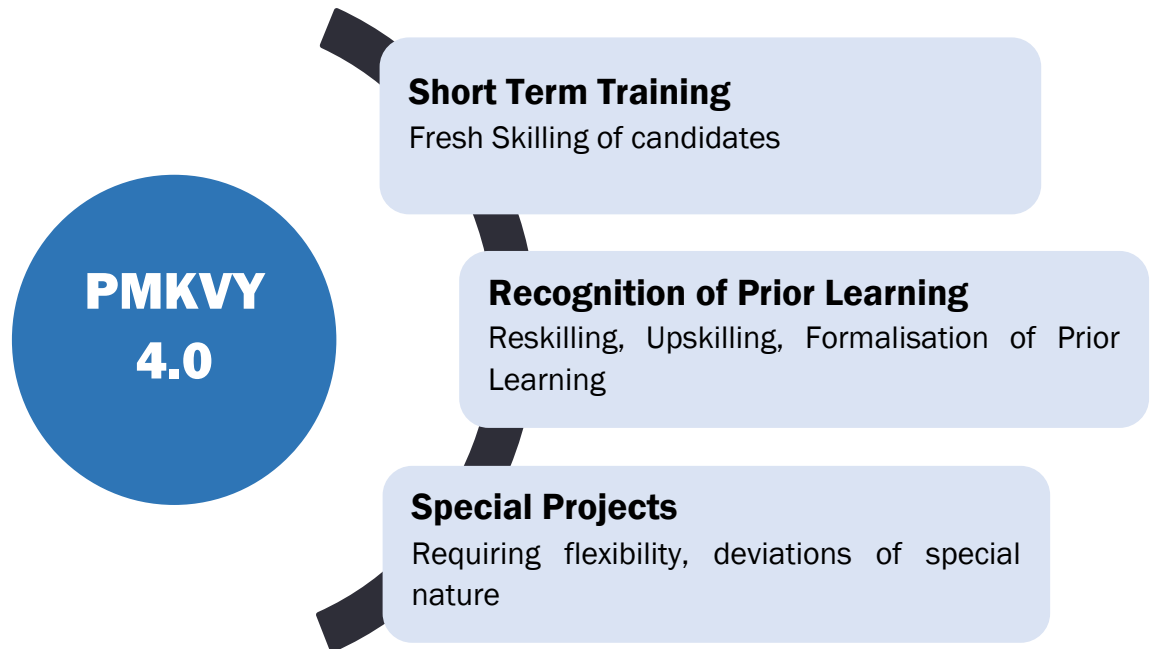 PMKVY
4.0
Short Term Training
Fresh Skilling of candidates
Recognition of Prior Learning
Reskilling, Upskilling, Formalisation of Prior
Learning
Special Projects
Requiring flexibility, deviations of special
nature